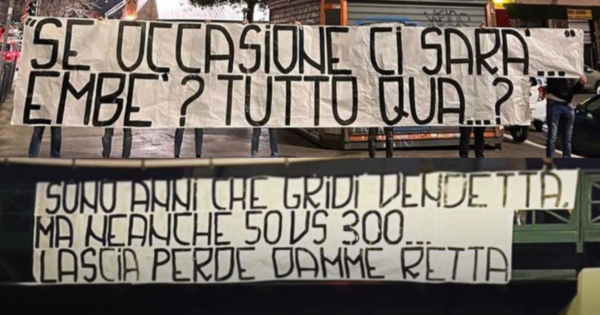 "SE OCCASIONE CI SARA'..."
EMBE'? TUTTO QUA...?
SONO ANNI CHE GRIDI VENDETTA,
MA NEANCHE 50 VS 300...
LASCIA PERDE DAMME RETTA